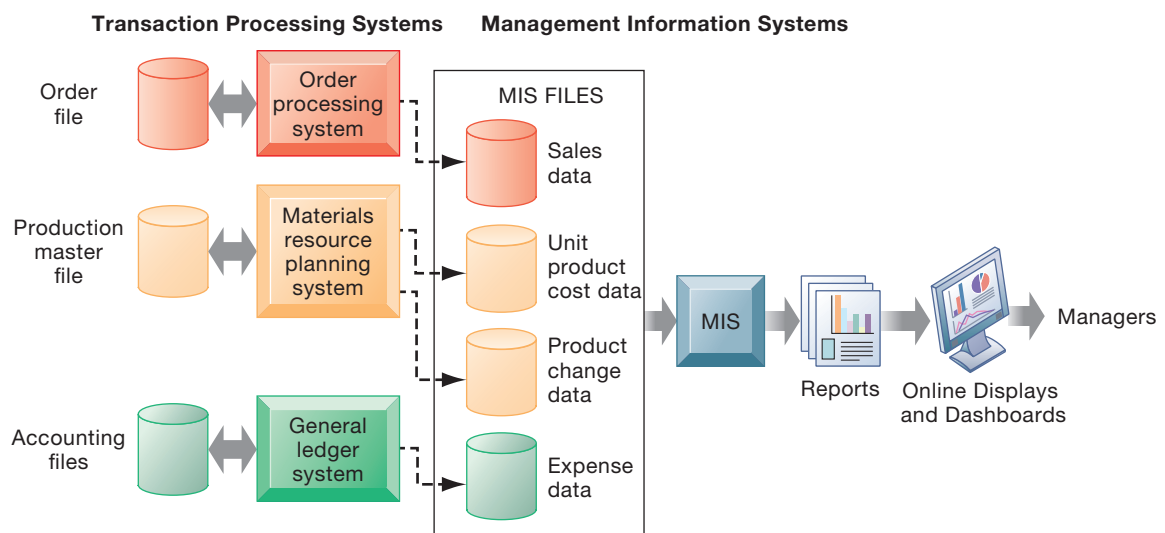 Transaction Processing Systems
Management Information Systems
Order
file
Order
processing
system
MIS FILES
Sales
data
Production
master
file
Materials
resource
planning
system
Unit
product
cost data
Product
change
data
Accounting
files
General
ledger
system
Expense
data
MIS
Reports
Online Displays
and Dashboards
Managers